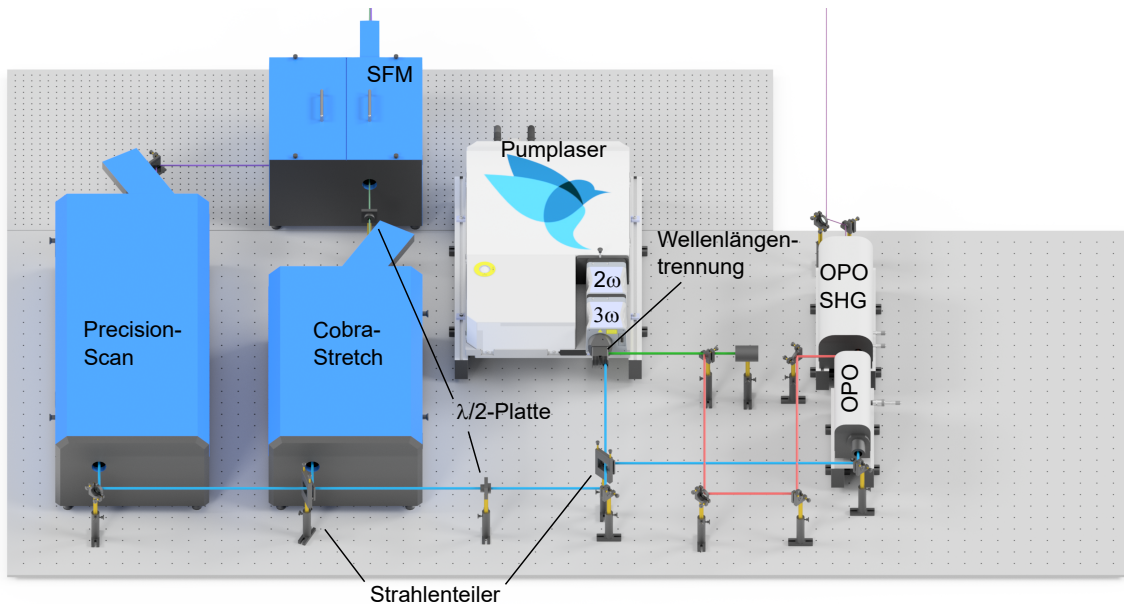 SFM
Pumplaser
Wellenlängen-
trennung
2ω
3ω
OPO
SHG
Precision-
Scan
Cobra-
Stretch
OPO
λ/2-Platte
Strahlenteiler